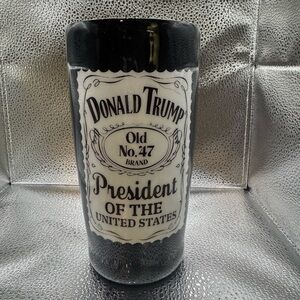 DONALD TRUMP
Old
No. 47
BRAND
President
OF THE
UNITED STATES